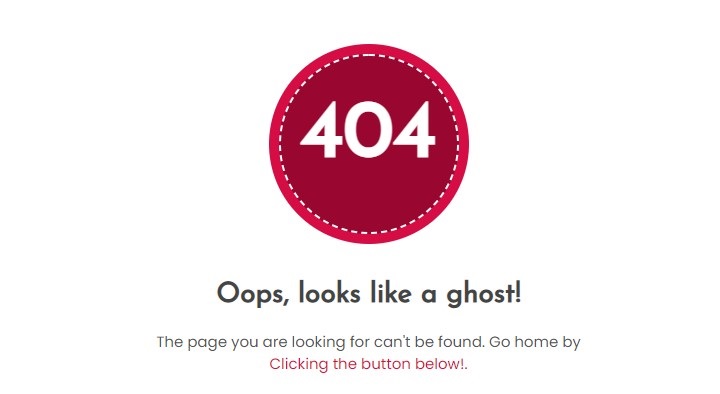 404
Oops, looks like a ghost!
The page you are looking for can't be found. Go home by
Clicking the button below!.